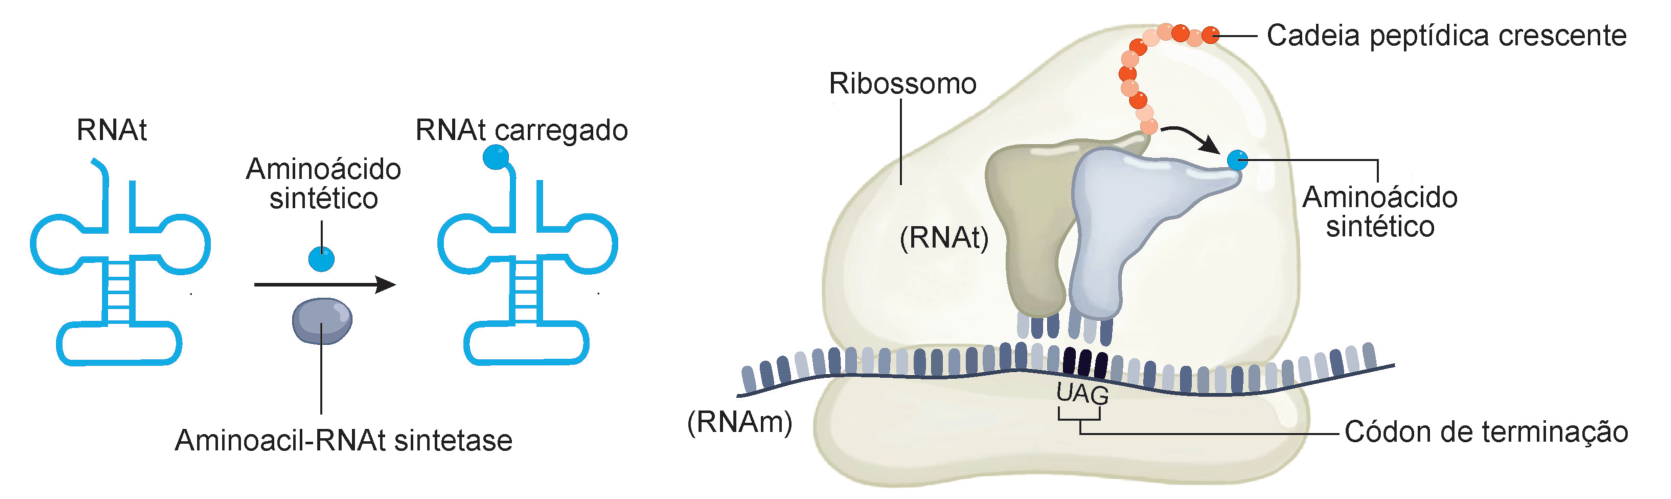 RNAt
Aminoácido
sintético
RNAt carregado
Aminoacil-RNAt sintetase
Cadeia peptídica crescente
Ribossomo
Aminoácido
sintético
(RNAt)
(RNAm)
UAG
Códon de terminação